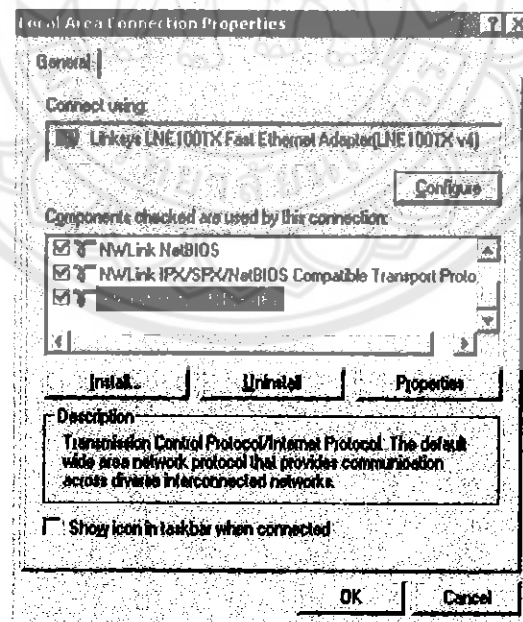 Local Area Connection Properties
General
Connect using:
Linksys LNE100TX Fast Ethernet Adapter(LNE100TX v4)
Configure
Components checked are used by this connection:
NWLink NetBIOS
NWLink IPX/SPX/NetBIOS Compatible Transport Proto
Install... Uninstall Properties
Description
Transmission Control Protocol/Internet Protocol. The default
wide area network protocol that provides communication
across diverse interconnected networks.
Show icon in taskbar when connected
OK Cancel